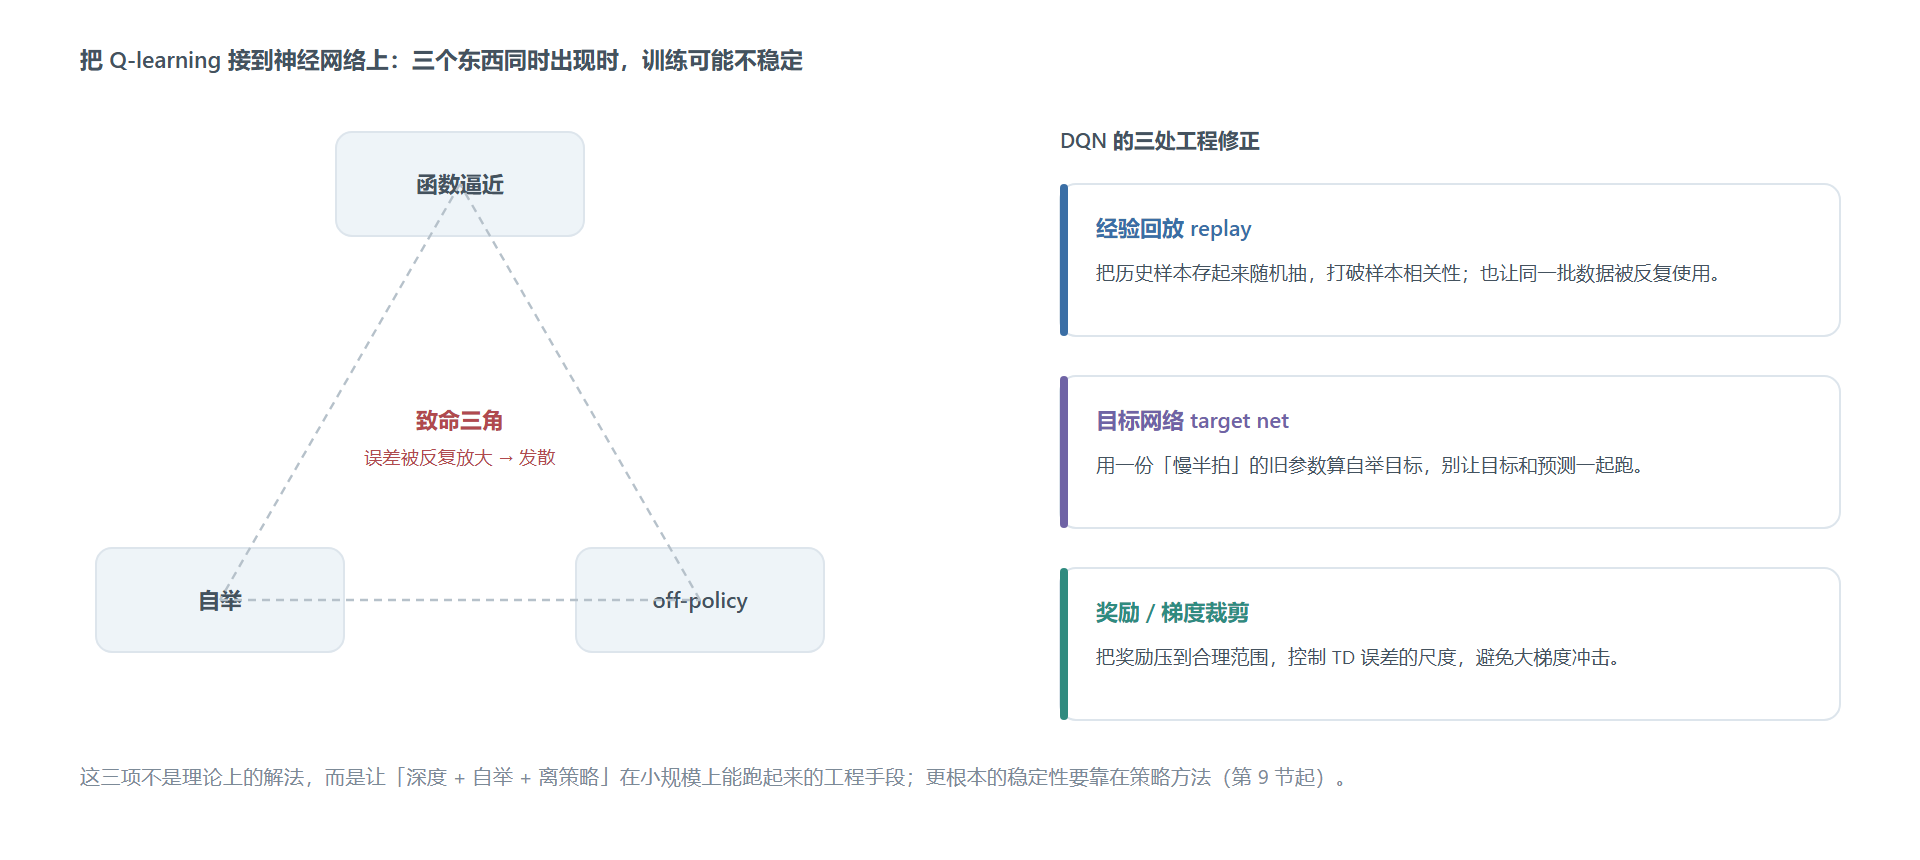 把 Q-learning 接到神经网络上：三个东西同时出现时，训练可能不稳定
函数逼近
致命三角
误差被反复放大 → 发散
自举
off-policy
DQN 的三处工程修正
经验回放 replay
把历史样本存起来随机抽，打破样本相关性；也让同一批数据被反复使用。
目标网络 target net
用一份「慢半拍」的旧参数算自举目标，别让目标和预测一起跑。
奖励 / 梯度裁剪
把奖励压到合理范围，控制 TD 误差的尺度，避免大梯度冲击。
这三项不是理论上的解法，而是让「深度 + 自举 + 离策略」在小规模上能跑起来的工程手段；更根本的稳定性要靠在策略方法（第 9 节起）。